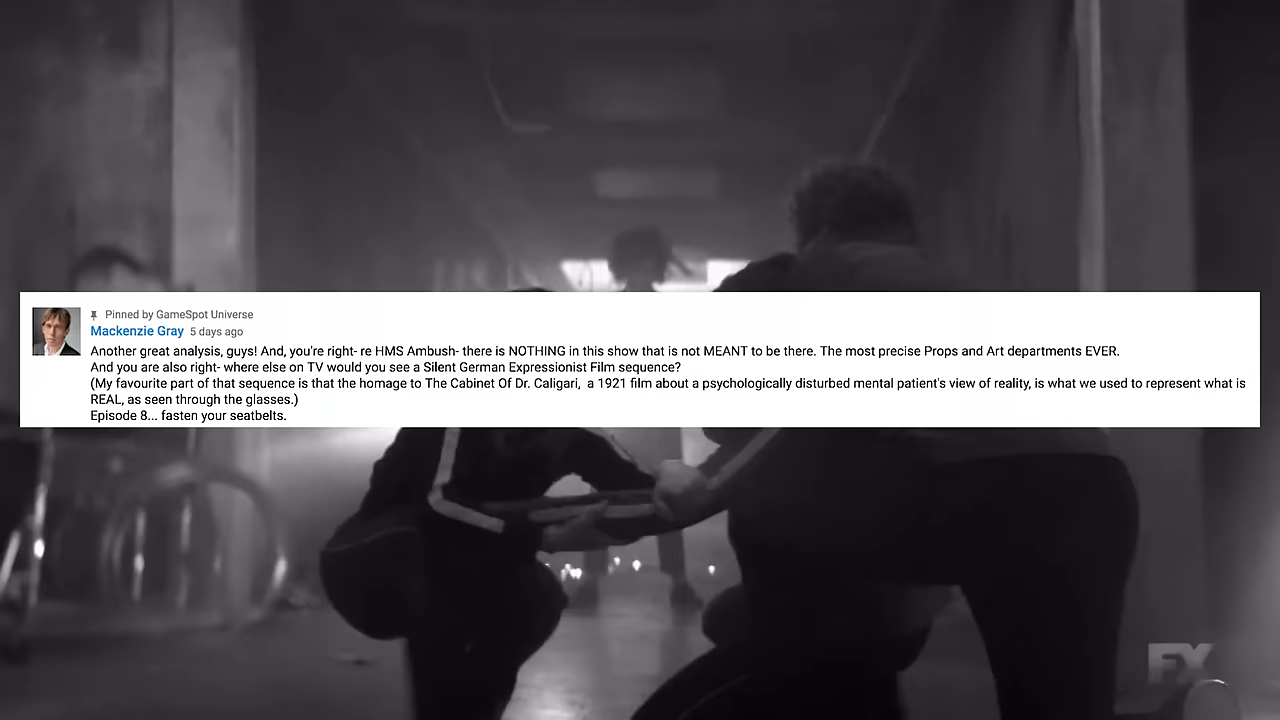 Pinned by GameSpot Universe
Mackenzie Gray 5 days ago
Another great analysis, guys! And, you're right- re HMS Ambush- there is NOTHING in this show that is not MEANT to be there. The most precise Props and Art departments EVER.
And you are also right- where else on TV would you see a Silent German Expressionist Film sequence?
(My favourite part of that sequence is that the homage to The Cabinet Of Dr. Caligari, a 1921 film about a psychologically disturbed mental patient's view of reality, is what we used to represent what is
REAL, as seen through the glasses.)
Episode 8... fasten your seatbelts.
FX